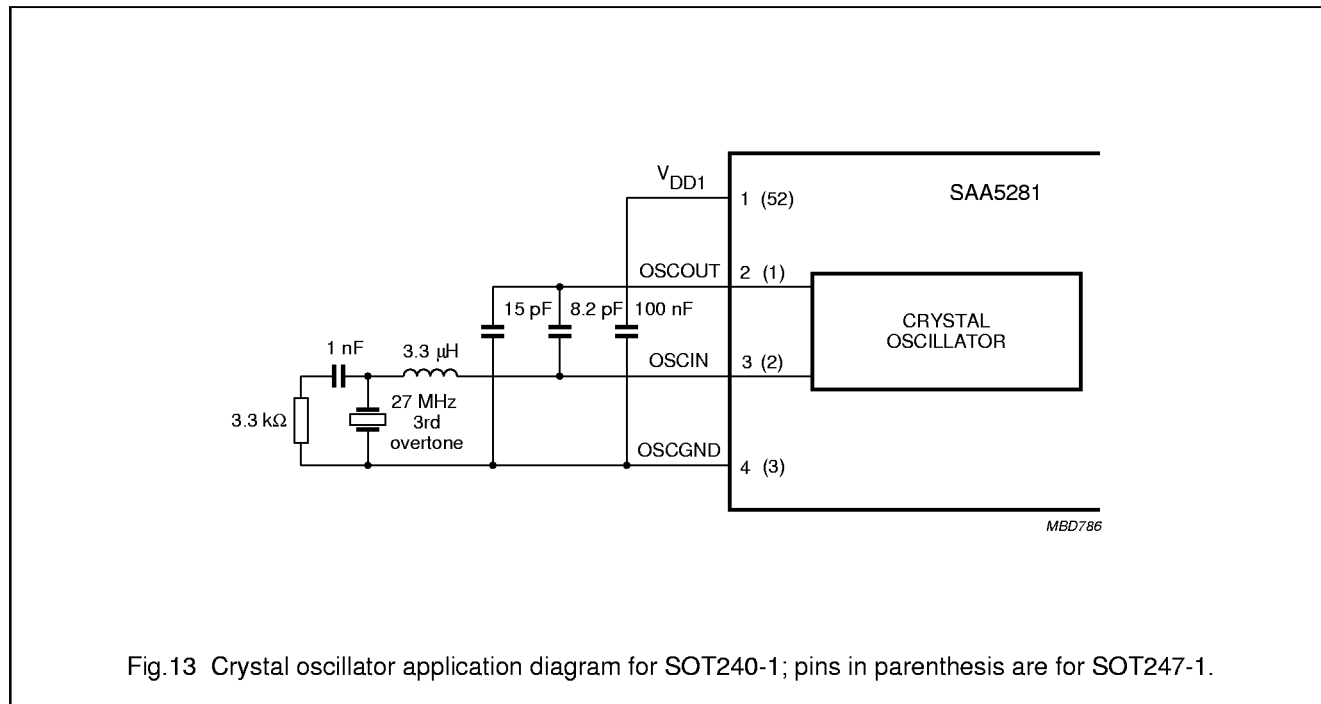 V DD1
1 (52)
SAA5281
OSCOUT
2 (1)
15 pF
8.2 pF
100 nF
CRYSTAL
OSCILLATOR
1 nF
3.3 μH
OSCIN
3 (2)
3.3 kΩ
27 MHz
3rd
overtone
OSCGND
4 (3)
MBD786
Fig.13 Crystal oscillator application diagram for SOT240-1; pins in parenthesis are for SOT247-1.